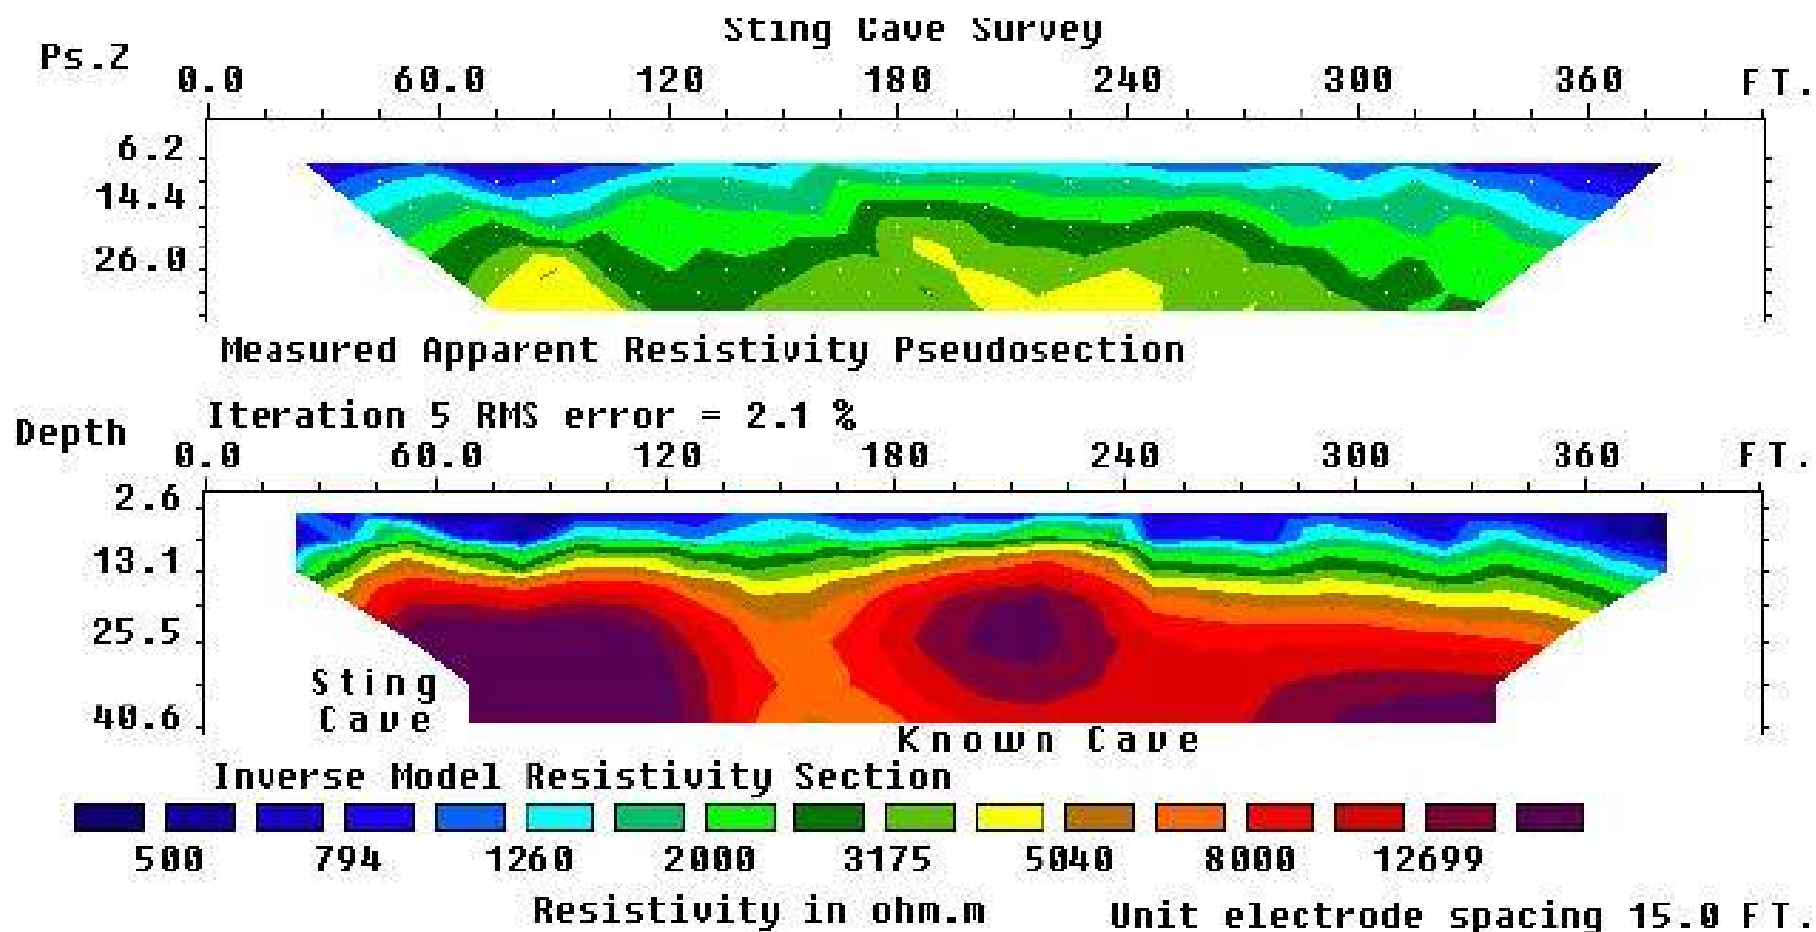 Sting Cave Survey
Ps.Z
0.0 60.0 120 180 240 300 360 FT.
6.2
14.4
26.0
Measured Apparent Resistivity Pseudosection
Iteration 5 RMS error = 2.1 %
Depth
0.0 60.0 120 180 240 300 360 FT.
2.6
13.1
25.5
40.6
Sting
Cave
Known Cave
Inverse Model Resistivity Section
500 794 1260 2000 3175 5040 8000 12699
Resistivity in ohm.m
Unit electrode spacing 15.0 FT.